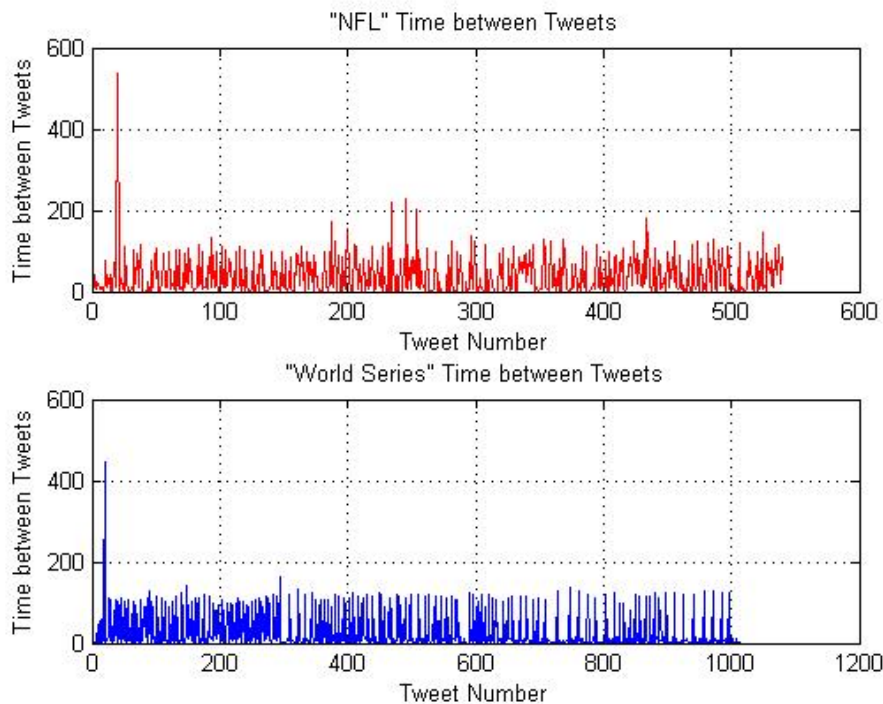 "NFL" Time between Tweets
Time between Tweets
600
400
200
0
0 100 200 300 400 500 600
Tweet Number
"World Series" Time between Tweets
Time between Tweets
600
400
200
0
0 200 400 600 800 1000 1200
Tweet Number